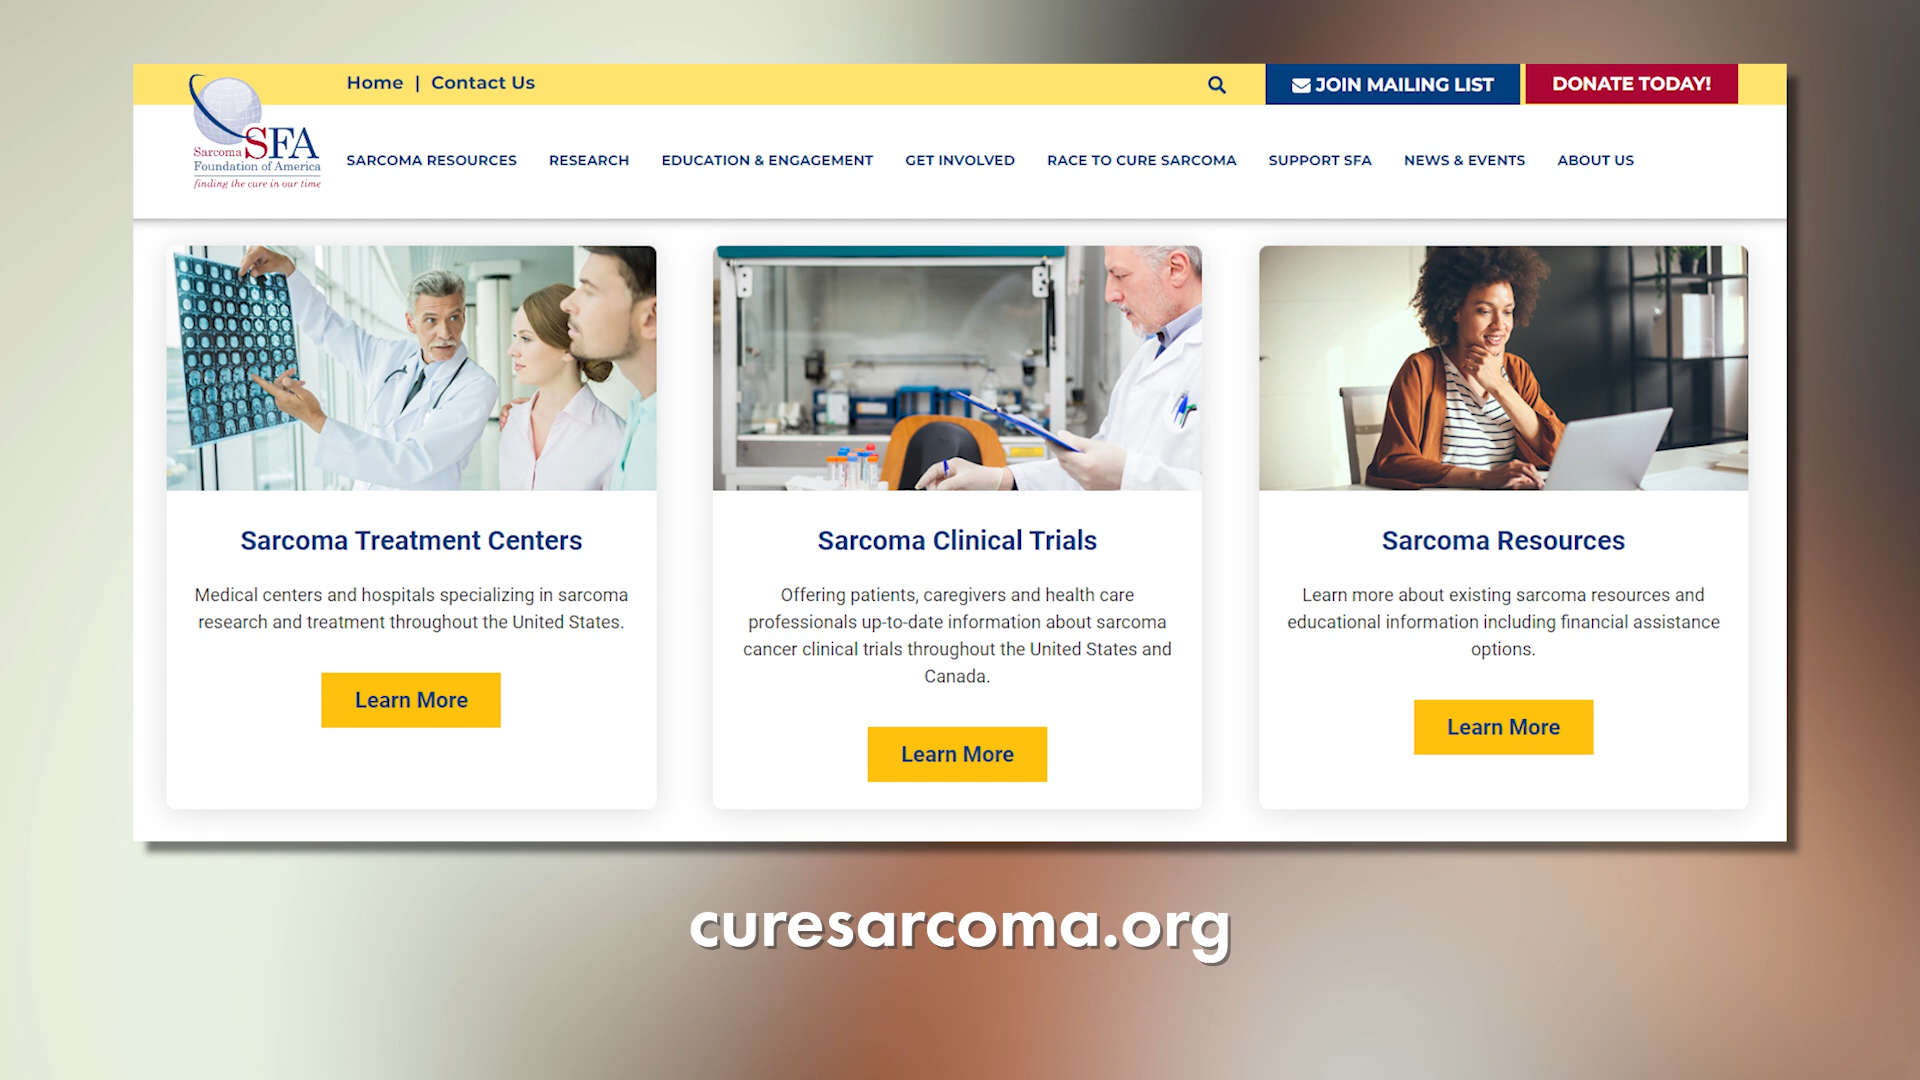 Home | Contact Us
JOIN MAILING LIST
DONATE TODAY!
SFA
Sarcoma
Foundation of America
finding the cure in our time
SARCOMA RESOURCES
RESEARCH
EDUCATION & ENGAGEMENT
GET INVOLVED
RACE TO CURE SARCOMA
SUPPORT SFA
NEWS & EVENTS
ABOUT US
Sarcoma Treatment Centers
Medical centers and hospitals specializing in sarcoma
research and treatment throughout the United States.
Learn More
Sarcoma Clinical Trials
Offering patients, caregivers and health care
professionals up-to-date information about sarcoma
cancer clinical trials throughout the United States and
Canada.
Learn More
Sarcoma Resources
Learn more about existing sarcoma resources and
educational information including financial assistance
options.
Learn More
curesarcoma.org